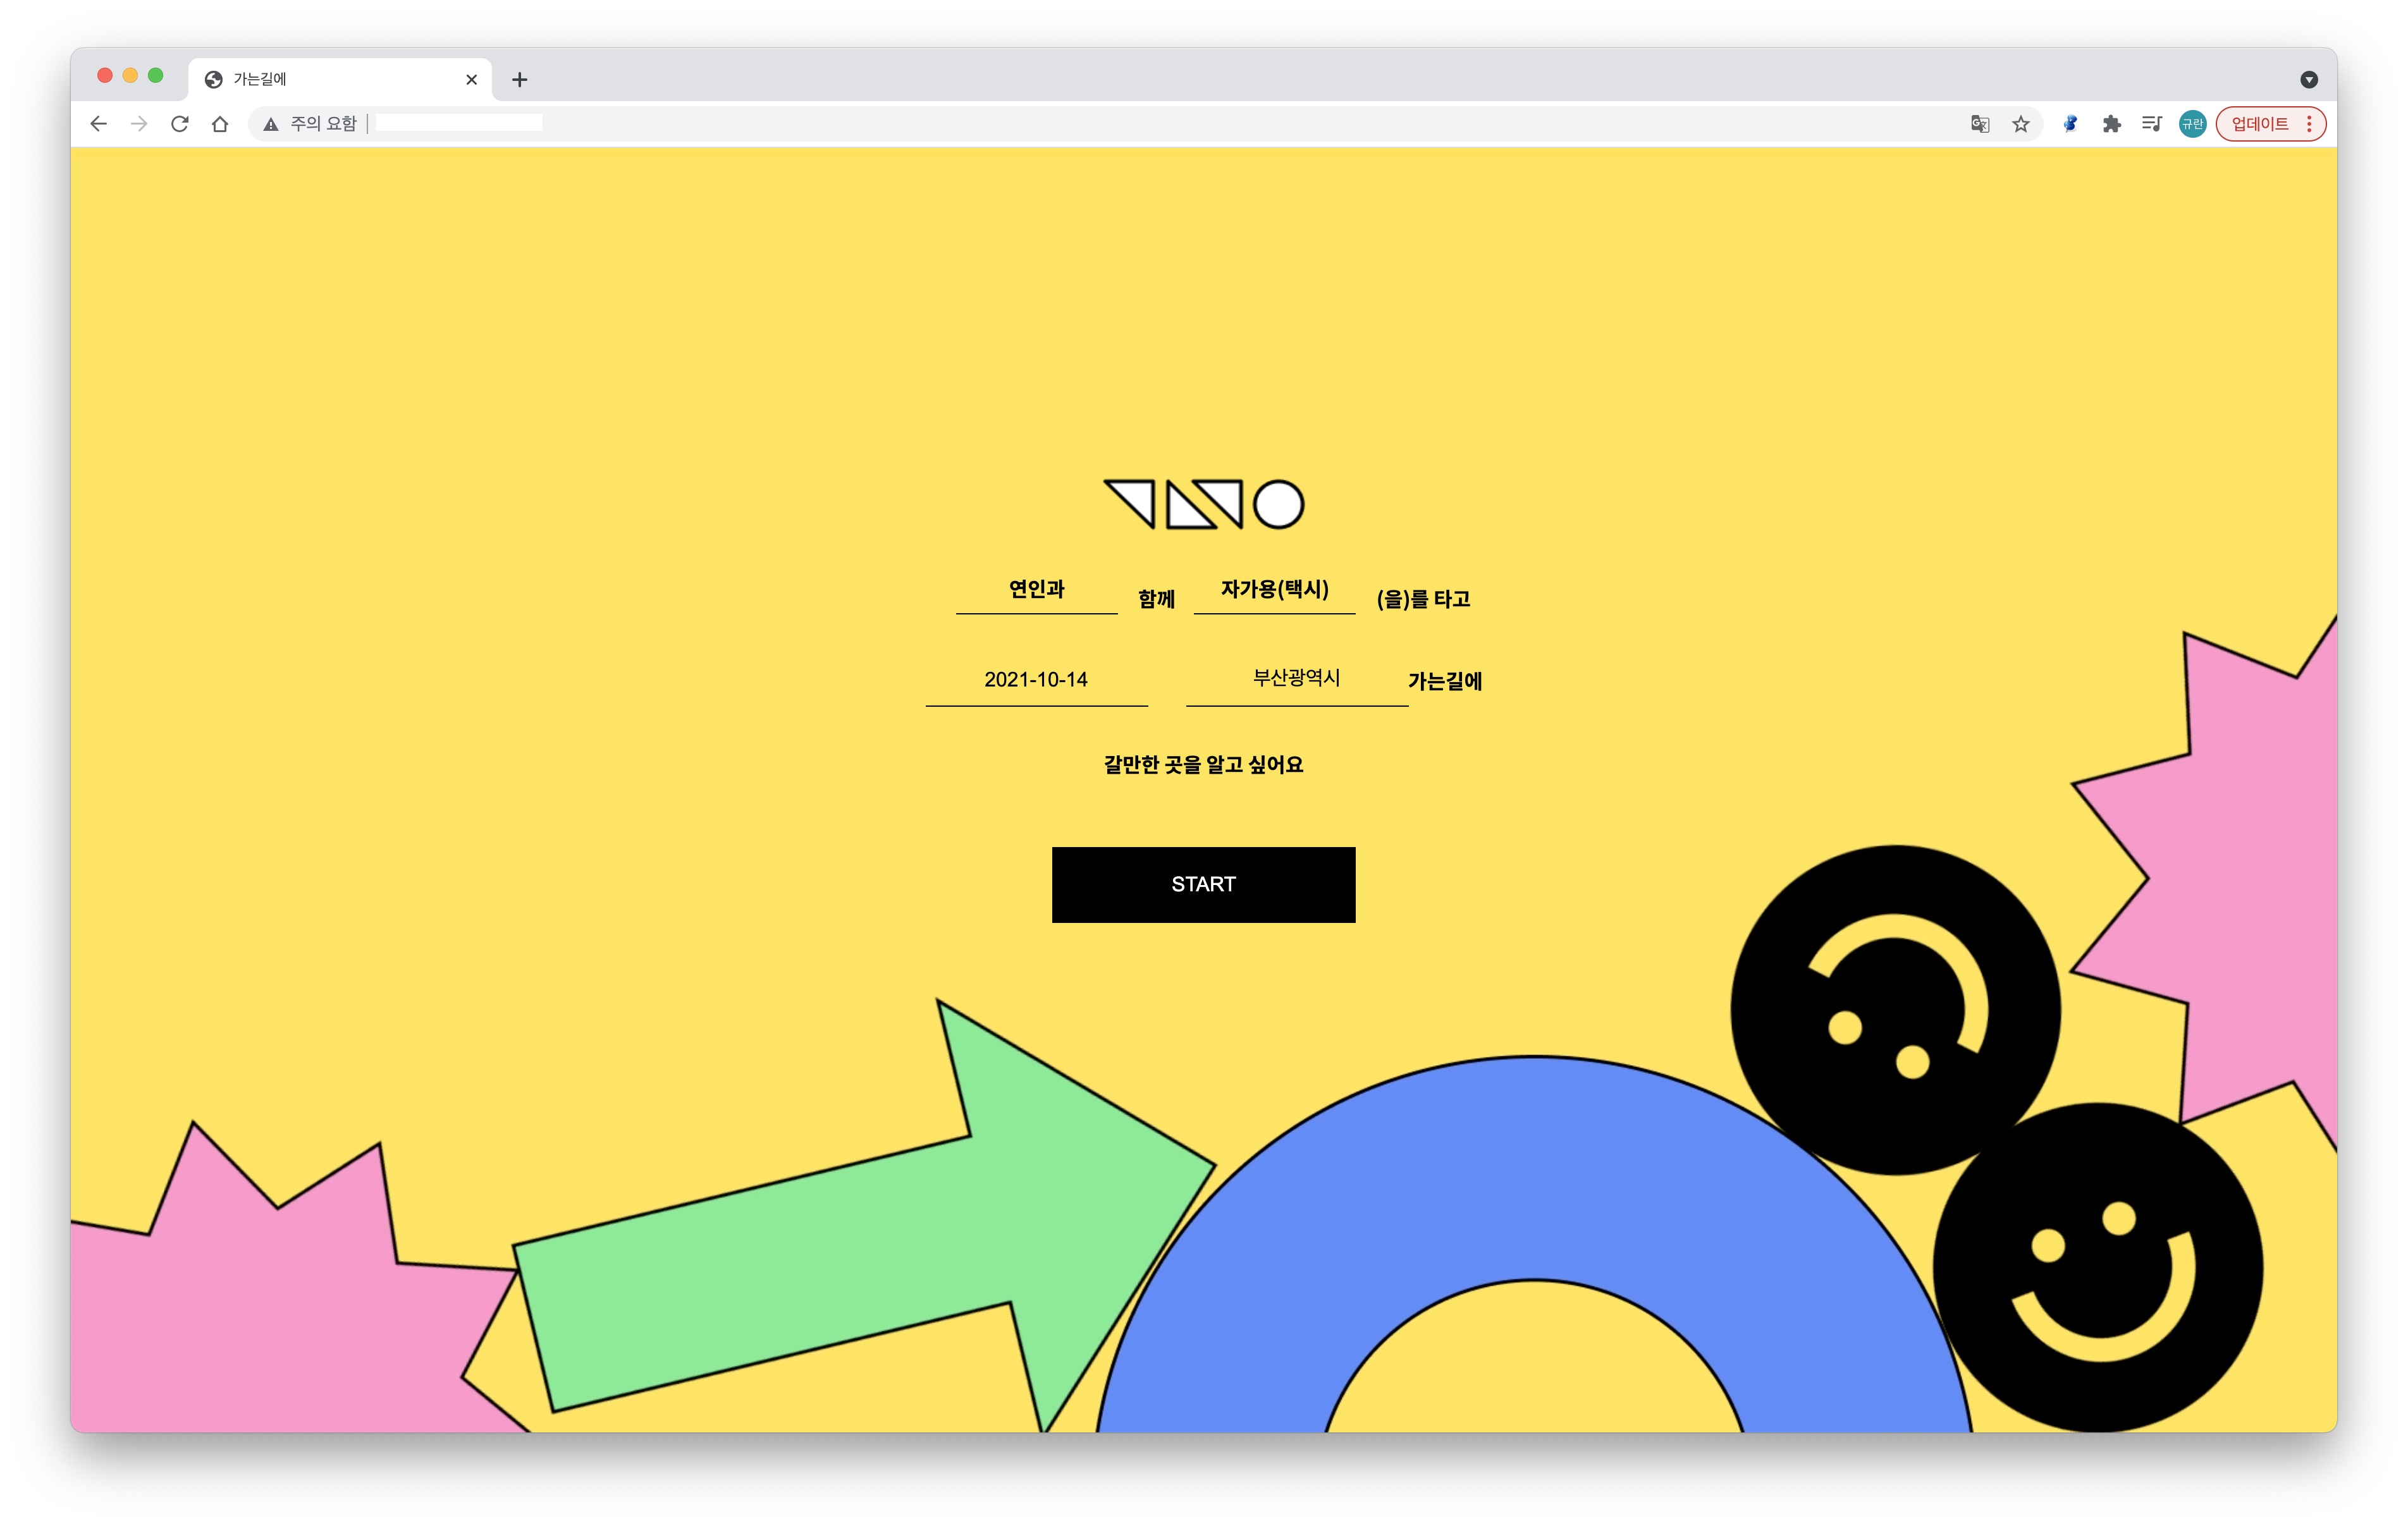 가는길에
주의 요함
규란
업데이트
연인과 함께 자가용(택시) (을)를 타고
2021-10-14 부산광역시 가는길에
갈만한 곳을 알고 싶어요
START